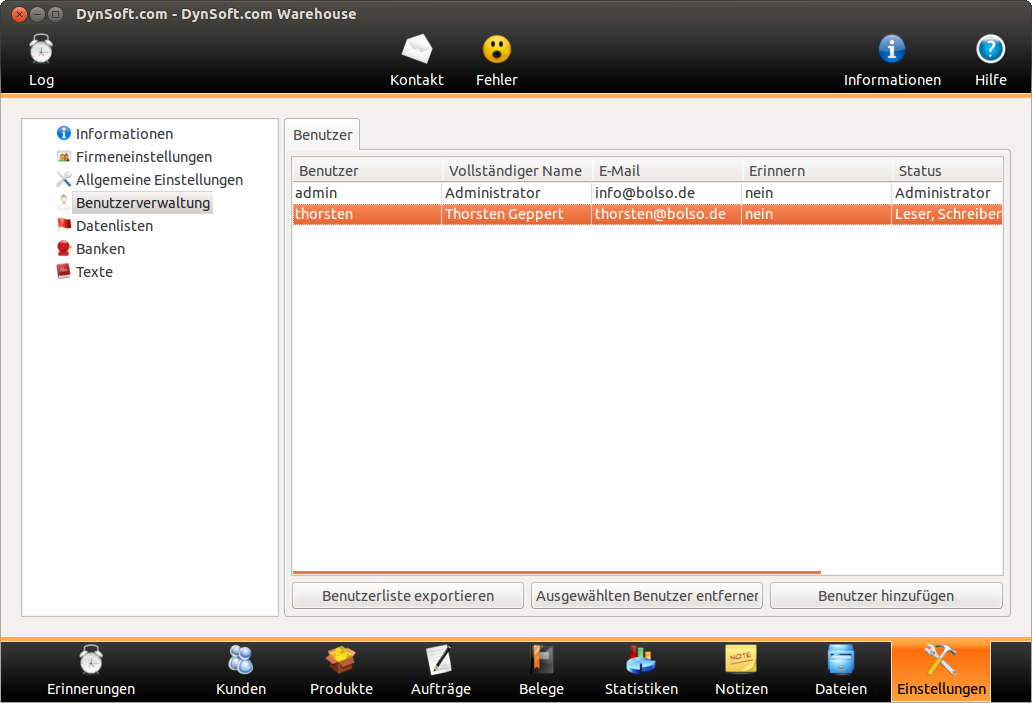 DynSoft.com - DynSoft.com Warehouse
Log Kontakt Fehler Informationen Hilfe
Informationen
Firmeneinstellungen
Allgemeine Einstellungen
Benutzerverwaltung
Datenlisten
Banken
Texte
Benutzer
Benutzer Vollständiger Name E-Mail Erinnern Status
admin Administrator info@bolso.de nein Administrator
thorsten Thorsten Geppert thorsten@bolso.de nein Leser, Schreiber
Benutzerliste exportieren Ausgewählten Benutzer entferner Benutzer hinzufügen
NOTE
Erinnerungen Kunden Produkte Aufträge Belege Statistiken Notizen Dateien Einstellungen